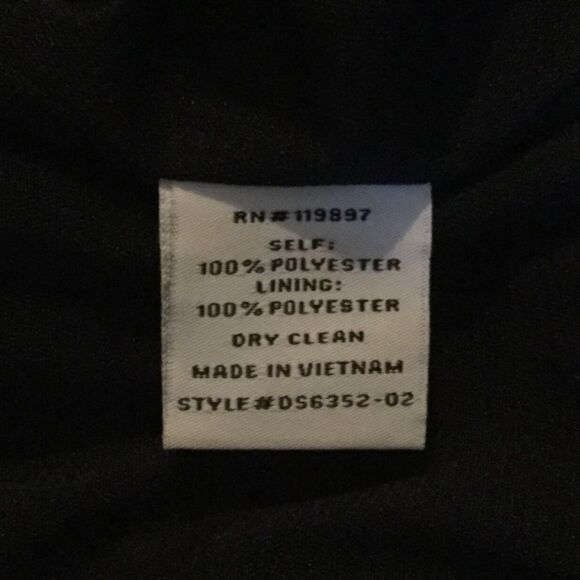 RN#119897
SELF:
100% POLYESTER
LINING:
100% POLYESTER
DRY CLEAN
MADE IN VIETNAM
STYLE#DS6352-02